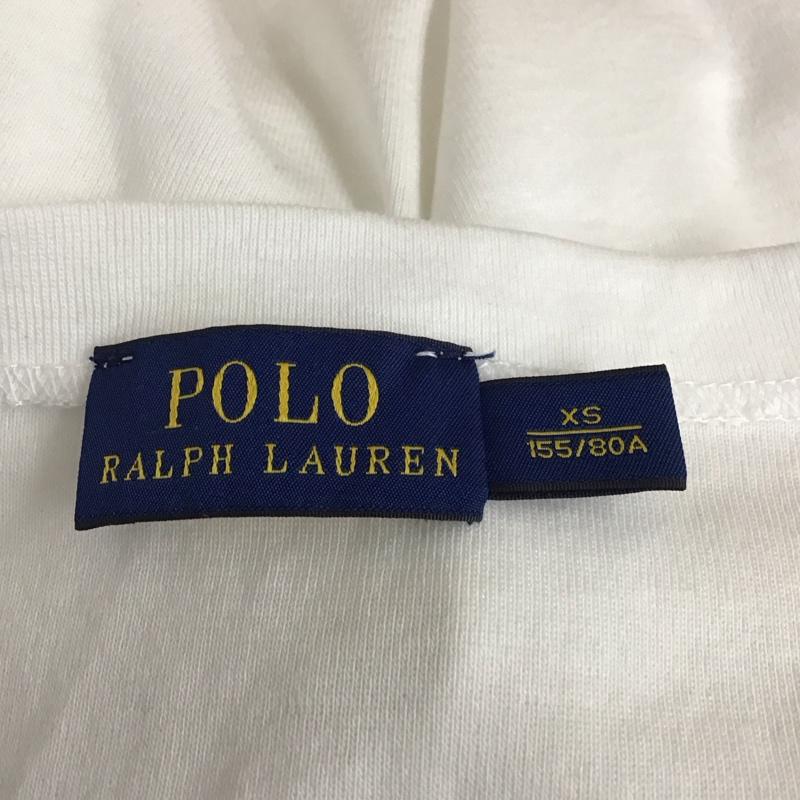 POLO
RALPH LAUREN
XS
155/80A